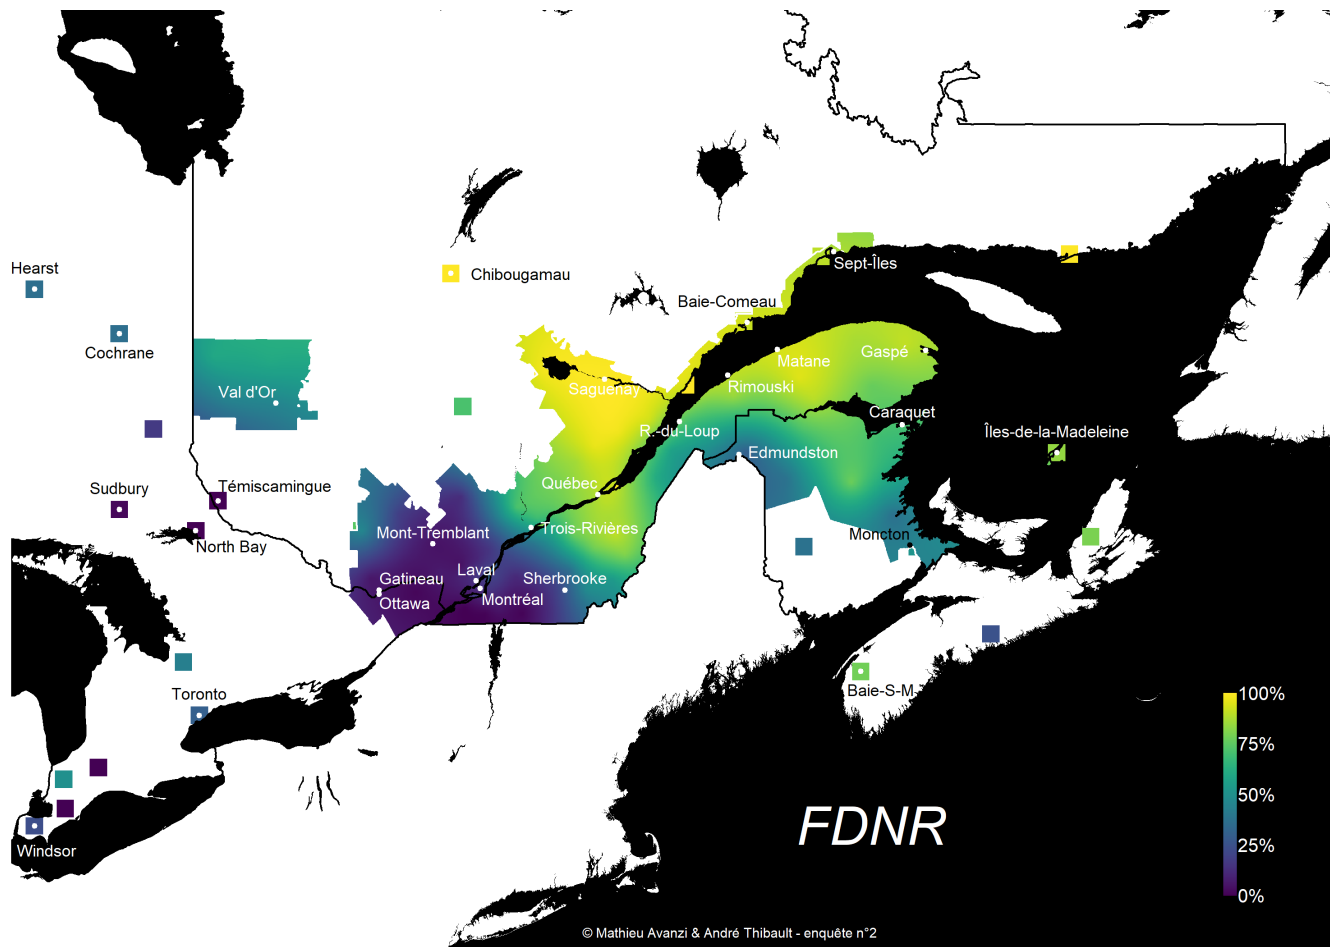 Sept-Îles
Hearst
Chibougamau
Baie-Comeau
Cochrane
Matane
Gaspé
Saguenay
Rimouski
Val d'Or
Caraquet
R.-du-Loup
Îles-de-la-Madeleine
Edmundston
Québec
Sudbury
Témiscamingue
Trois-Rivières
Mont-Tremblant
Moncton
North Bay
Laval
Gatineau
Sherbrooke
Ottawa
Montréal
Toronto
Baie-S-M
100%
75%
50%
25%
0%
FDNR
Windsor
© Mathieu Avanzi & André Thibault - enquête n°2